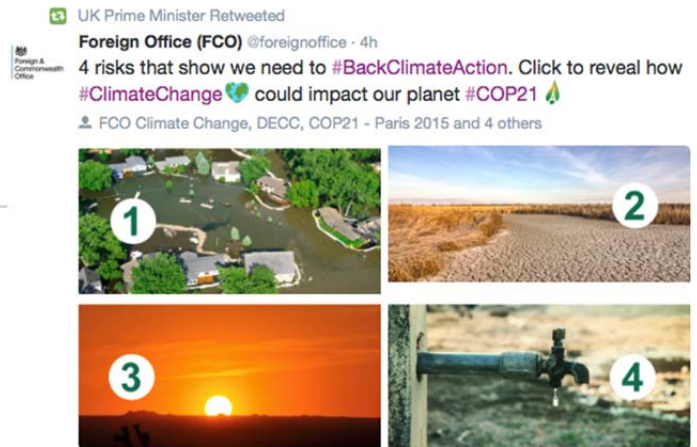 UK Prime Minister Retweeted
Foreign Office (FCO) @foreignoffice · 4h
Foreign &
Commonwealth
Office
4 risks that show we need to #BackClimateAction. Click to reveal how
#ClimateChange could impact our planet #COP21
FCO Climate Change, DECC, COP21 - Paris 2015 and 4 others
1
2
3
4